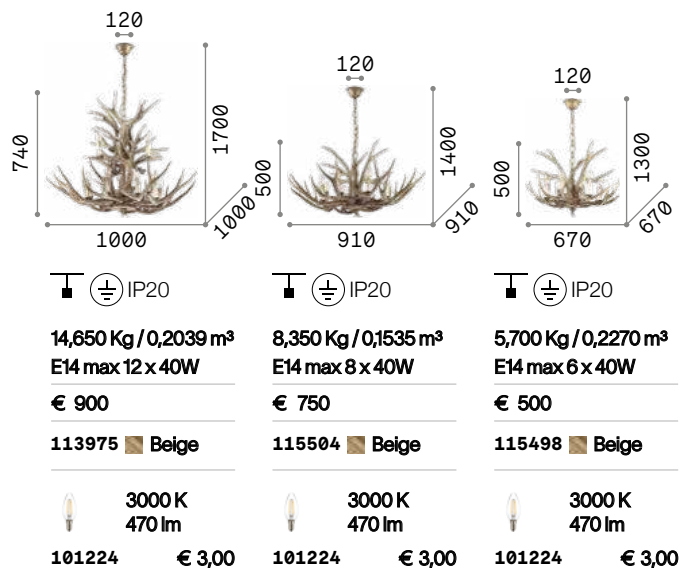 120
740
1700
1000
1000
IP20
14,650 Kg / 0,2039 m³
E14 max 12 x 40W
€ 900
113975 Beige
3000 K
470 lm
101224 € 3,00
120
500
1400
910
910
IP20
8,350 Kg / 0,1535 m³
E14 max 8 x 40W
€ 750
115504 Beige
3000 K
470 lm
101224 € 3,00
120
500
1300
670
670
IP20
5,700 Kg / 0,2270 m³
E14 max 6 x 40W
€ 500
115498 Beige
3000 K
470 lm
101224 € 3,00